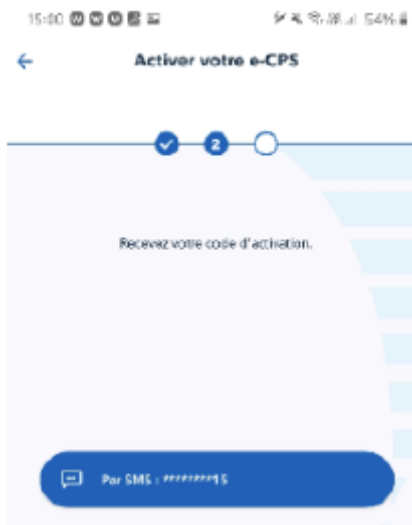 15:00 54%
Activer votre e-CPS
2
Recevez votre code d'activation.
Par SMS : ********15